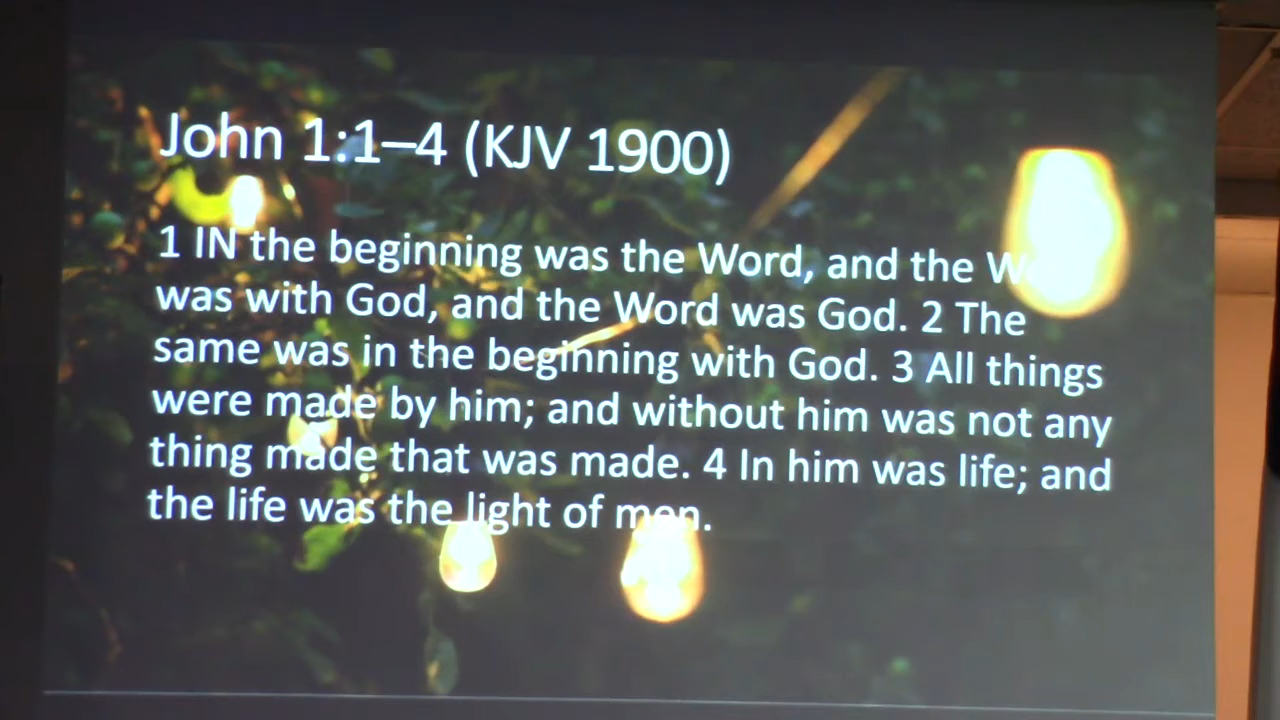 John 1:1–4 (KJV 1900)
1 IN the beginning was the Word, and the
was with God, and the Word was God. 2 The
same was in the beginning with God. 3 All things
were made by him; and without him was not any
thing made that was made. 4 In him was life; and
the life was the light of men.